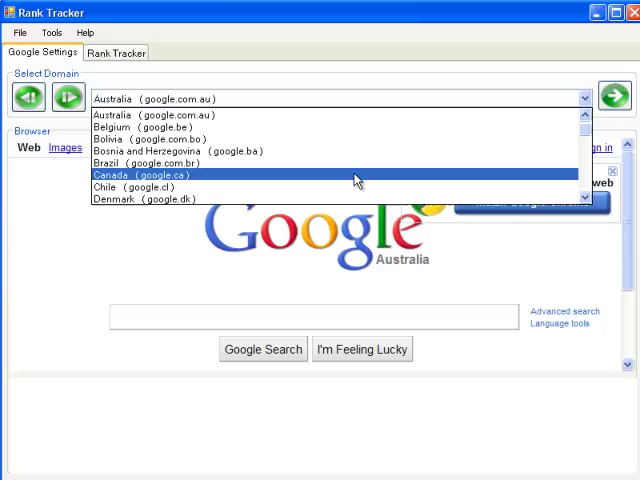 Rank Tracker
File Tools Help
Google Settings Rank Tracker
Select Domain
Australia ( google.com.au )
Australia ( google.com.au )
Belgium ( google.be )
Bolivia ( google.com.bo )
Bosnia and Herzegovina ( google.ba )
Brazil ( google.com.br )
Canada ( google.ca )
Chile ( google.cl )
Denmark ( google.dk )
Browser
Web Images
in
web
Google
Australia
Advanced search
Language tools
Google Search I'm Feeling Lucky